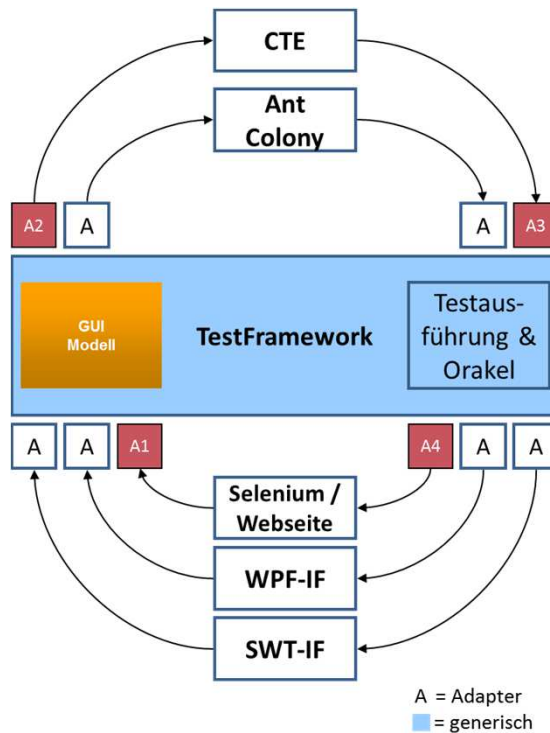 CTE
Ant
Colony
A2
A
A
A3
GUI
Modell
TestFramework
Testaus-
führung &
Orakel
A
A
A1
A4
A
A
Selenium /
Webseite
WPF-IF
SWT-IF
A = Adapter
= generisch